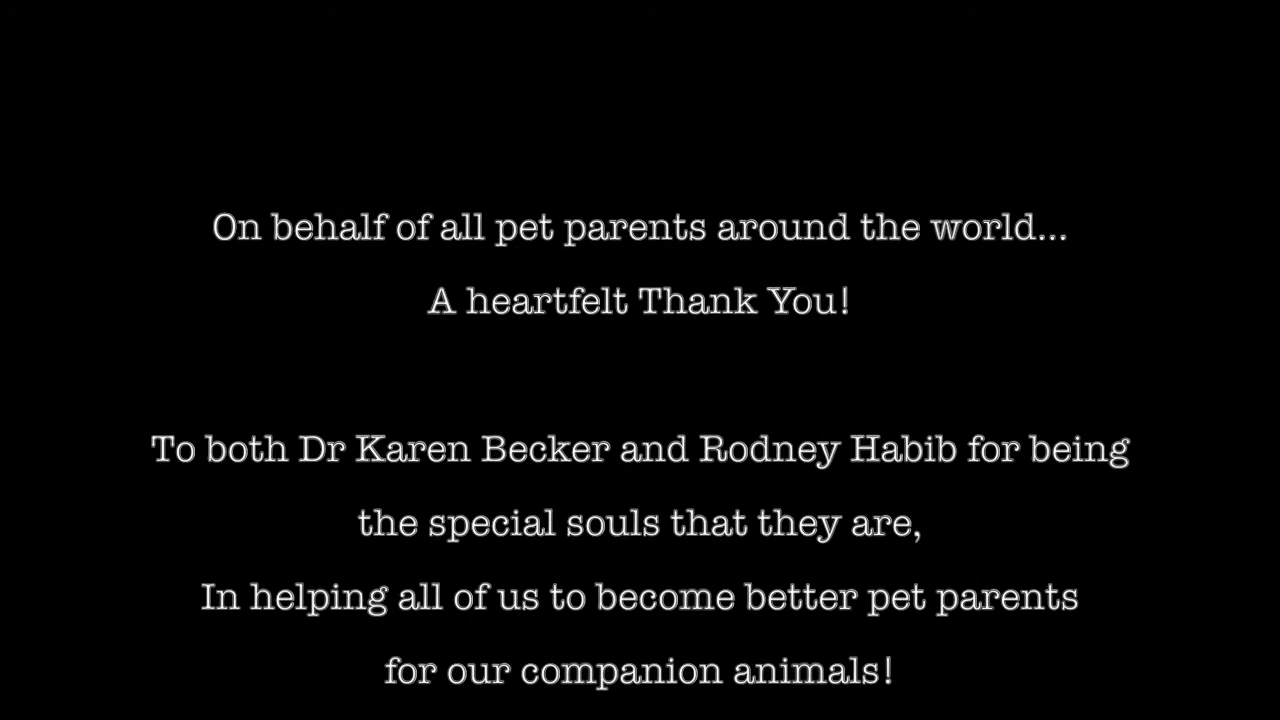 On behalf of all pet parents around the world...
A heartfelt Thank You!
To both Dr Karen Becker and Rodney Habib for being
the special souls that they are,
In helping all of us to become better pet parents
for our companion animals!